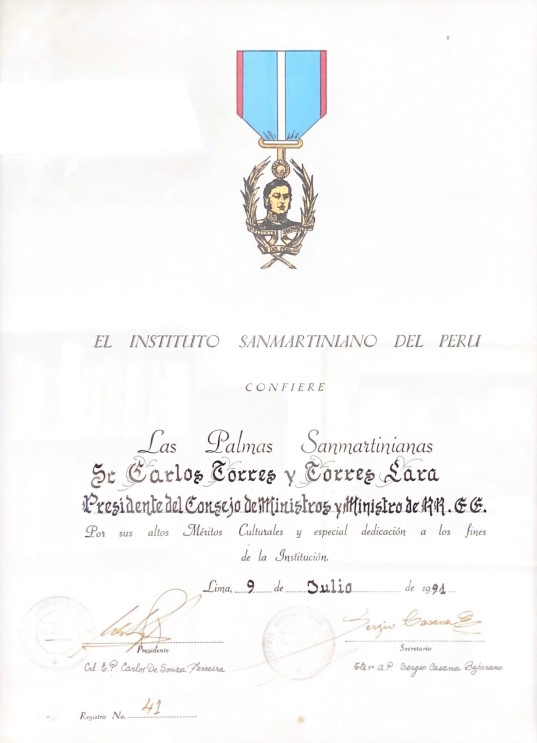 EL INSTITUTO SANMARTINIANO DEL PERU
CONFIERE
Las Palmas Sanmartinianas
Sr Carlos Torres y Torres Lara
Presidente del Consejo de Ministros y Ministro de RR.EE.
Por sus altos Méritos Culturales y especial dedicación a los fines
de la Institución.
Lima, 9 de Julio de 1991
Sergio Casana B
Presidente Secretario
Crl. E.P. Carlos De Souza Ferreira A.P. Sergio Casana Bejarano
Registro No. 41